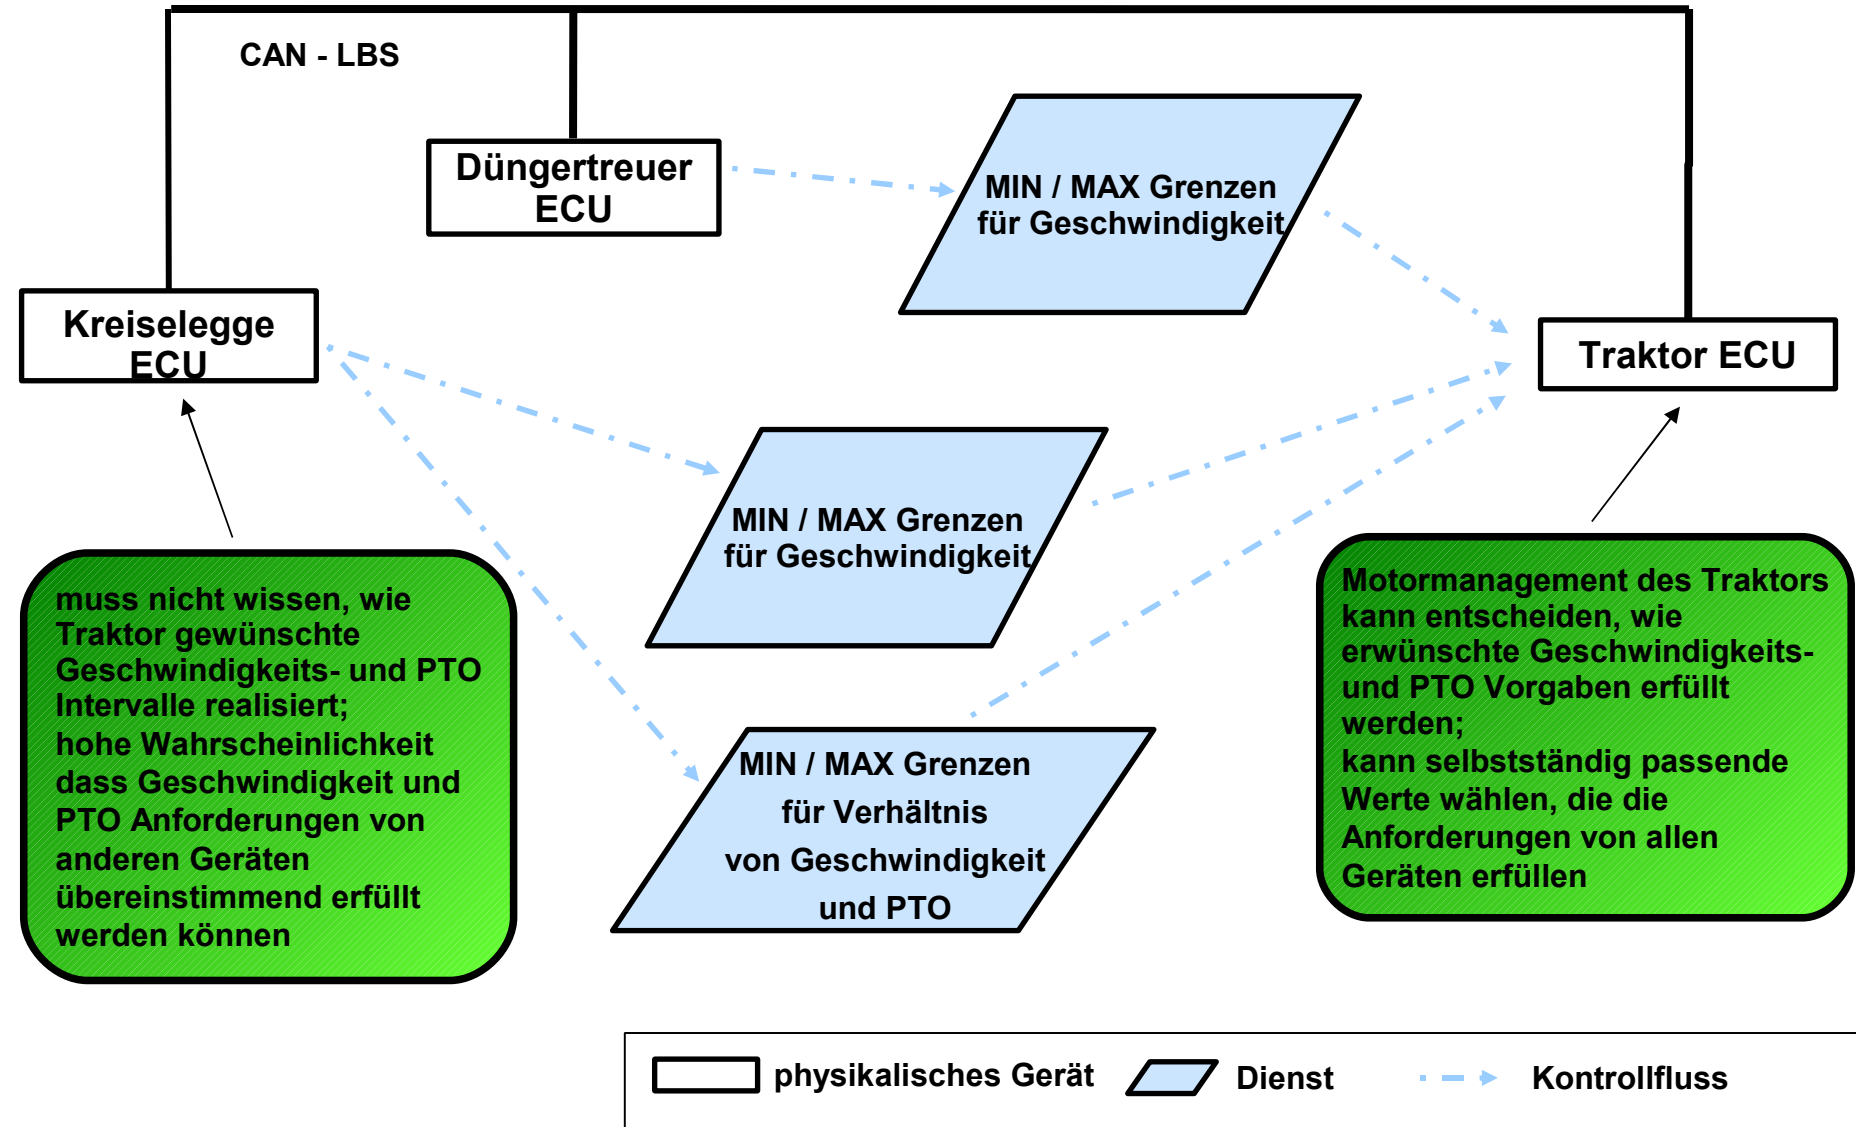 CAN - LBS
Düngertreuer
ECU
MIN / MAX Grenzen
für Geschwindigkeit
Kreiselegge
ECU
Traktor ECU
MIN / MAX Grenzen
für Geschwindigkeit
muss nicht wissen, wie
Traktor gewünschte
Geschwindigkeits- und PTO
Intervalle realisiert;
hohe Wahrscheinlichkeit
dass Geschwindigkeit und
PTO Anforderungen von
anderen Geräten
übereinstimmend erfüllt
werden können
MIN / MAX Grenzen
für Verhältnis
von Geschwindigkeit
und PTO
Motormanagement des Traktors
kann entscheiden, wie
erwünschte Geschwindigkeits-
und PTO Vorgaben erfüllt
werden;
kann selbstständig passende
Werte wählen, die die
Anforderungen von allen
Geräten erfüllen
physikalisches Gerät
Dienst
Kontrollfluss